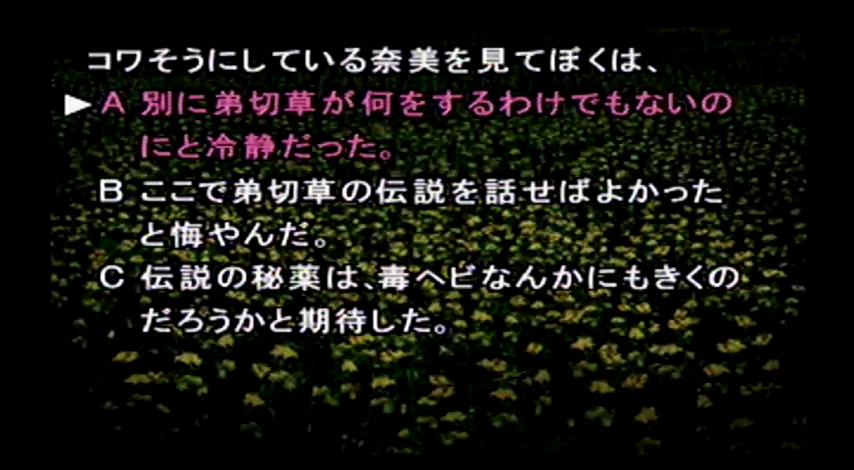 コワそうにしている奈美を見てぼくは、
▶A 別に弟切草が何をするわけでもないの
にと冷静だった。
B ここで弟切草の伝説を話せばよかった
と悔やんだ。
C 伝説の秘薬は、毒ヘビなんかにもきくの
だろうかと期待した。